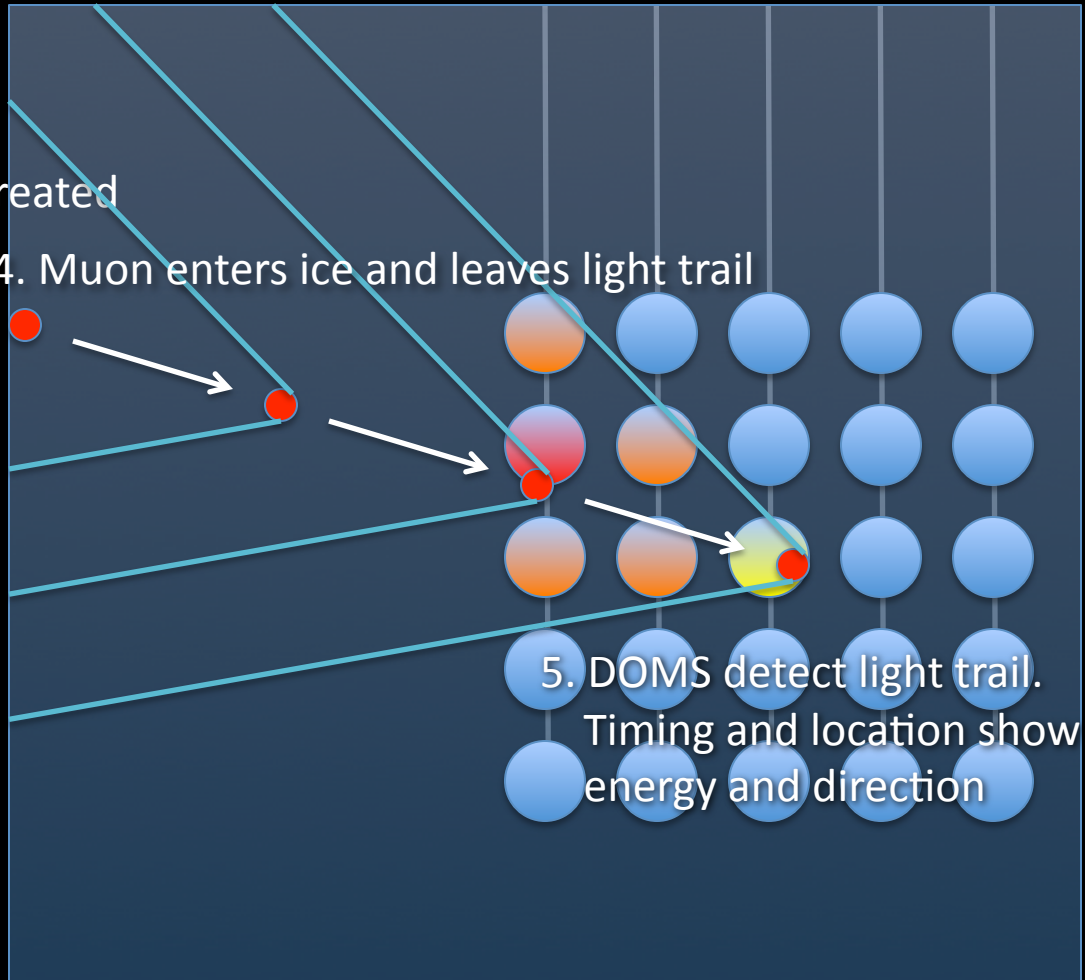 reated
4. Muon enters ice and leaves light trail
5. DOMS detect light trail.
Timing and location show
energy and direction